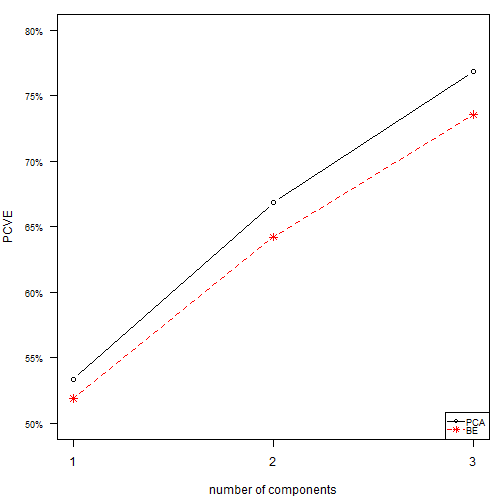 80%
75%
70%
65%
60%
55%
50%
PCVE
1 2 3
number of components
PCA
BE